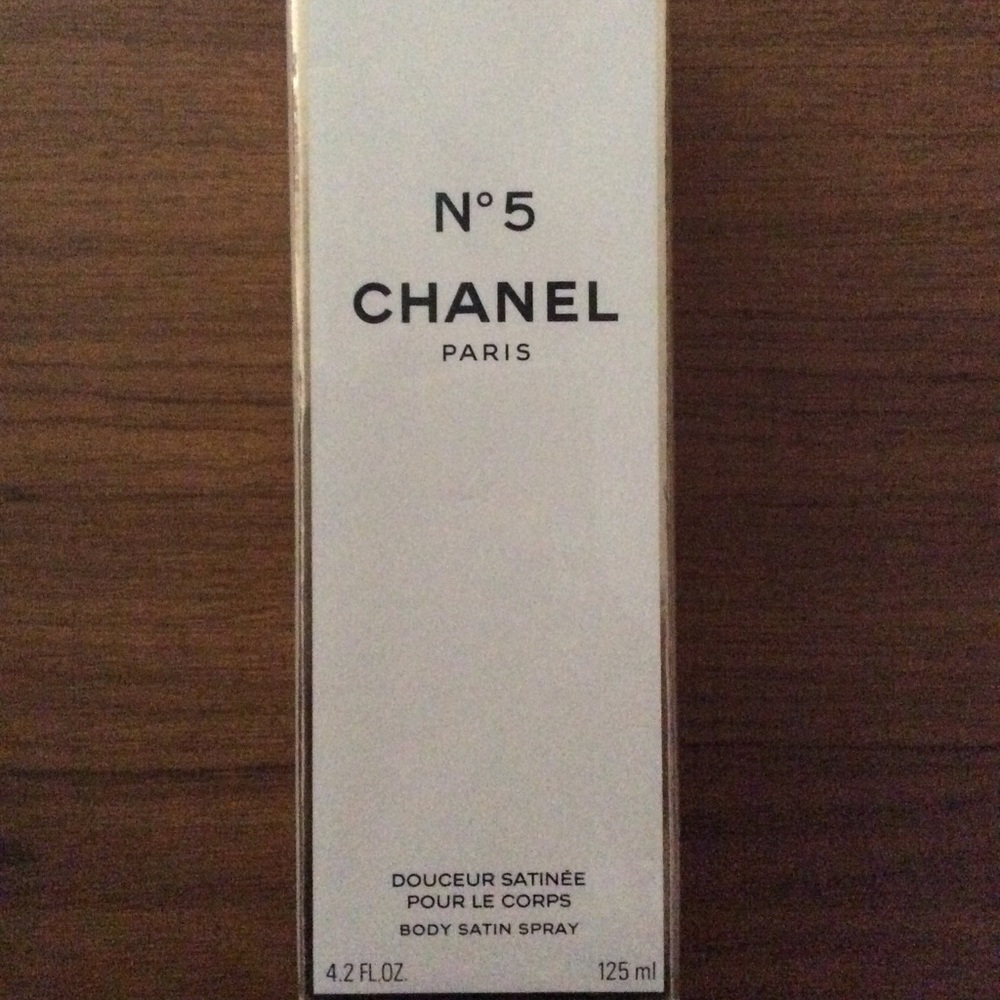 N°5
CHANEL
PARIS
DOUCEUR SATINÉE
POUR LE CORPS
BODY SATIN SPRAY
4.2 FL.OZ. 125 ml